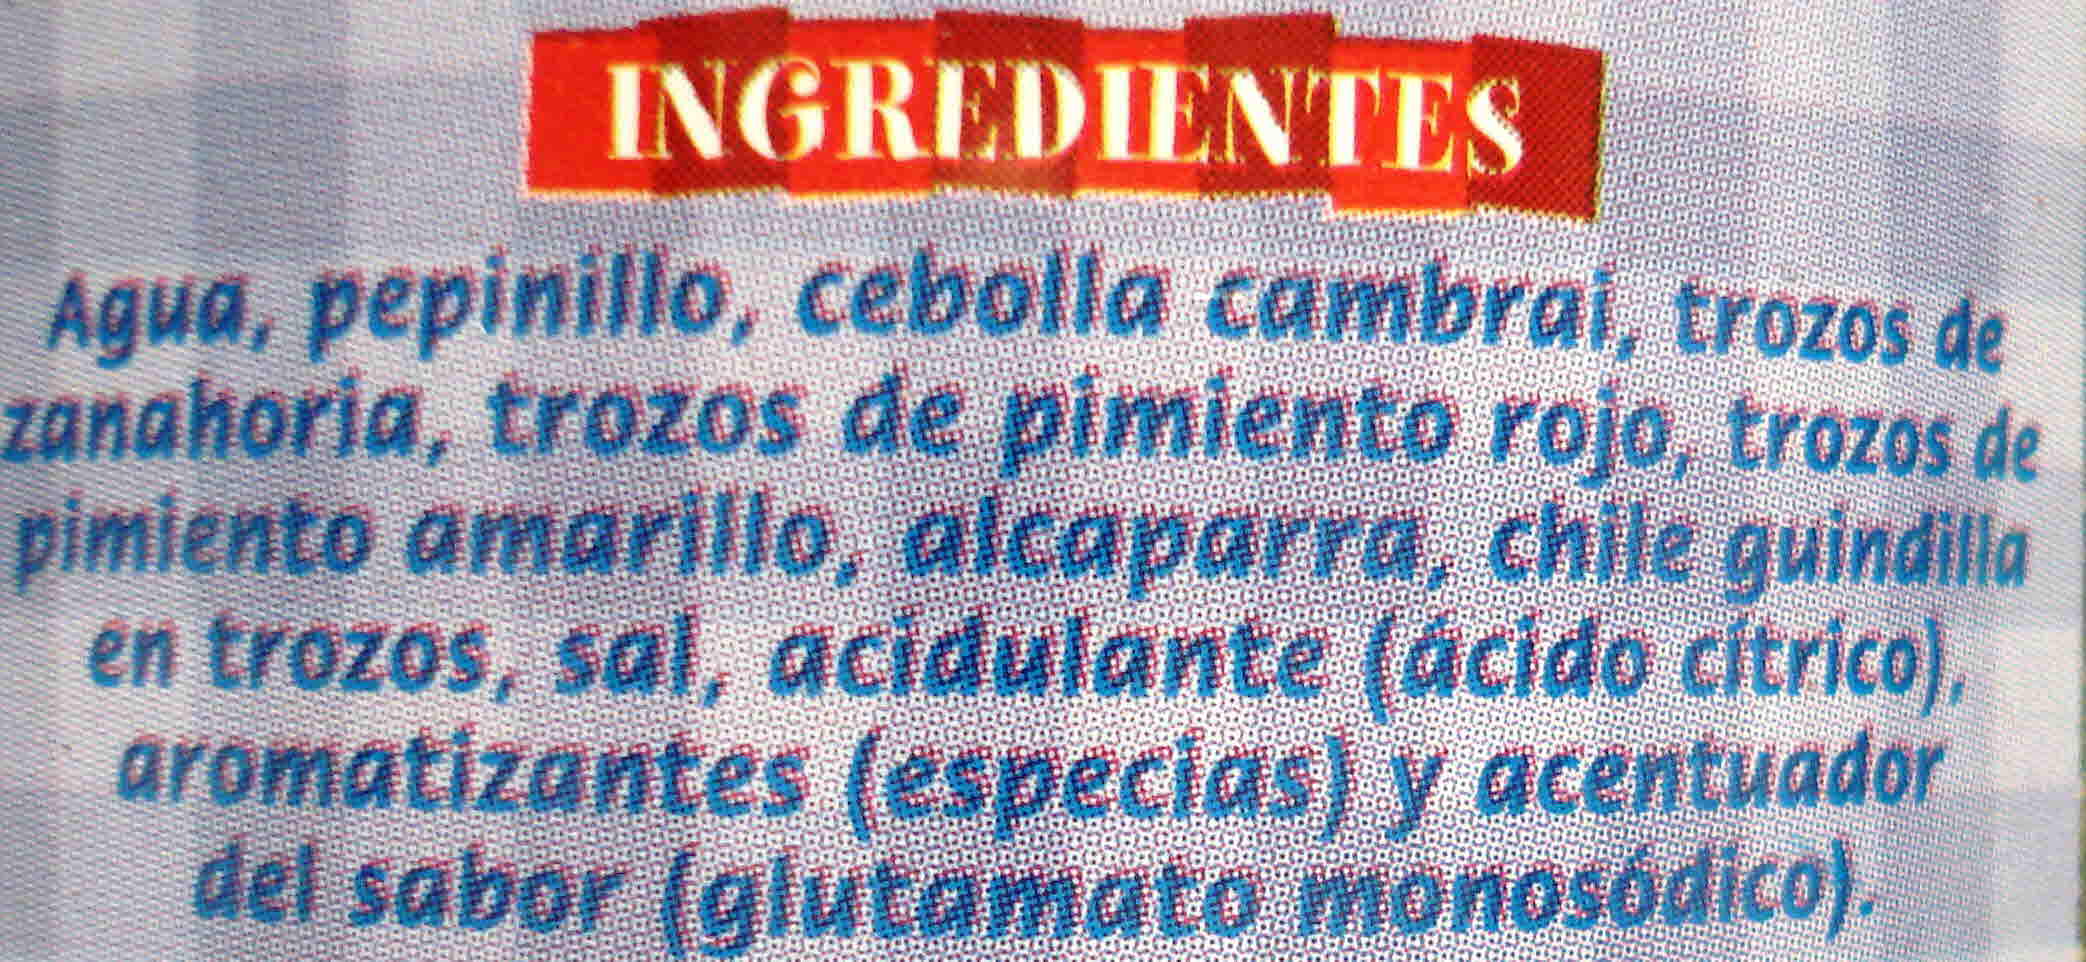 INGREDIENTES
Agua, pepinillo, cebolla cambrai, trozos de
zanahoria, trozos de pimiento rojo, trozos de
pimiento amarillo, alcaparra, chile guindilla
en trozos, sal, acidulante (ácido cítrico),
aromatizantes (especias) y acentuador
del sabor (glutamato monosódico).